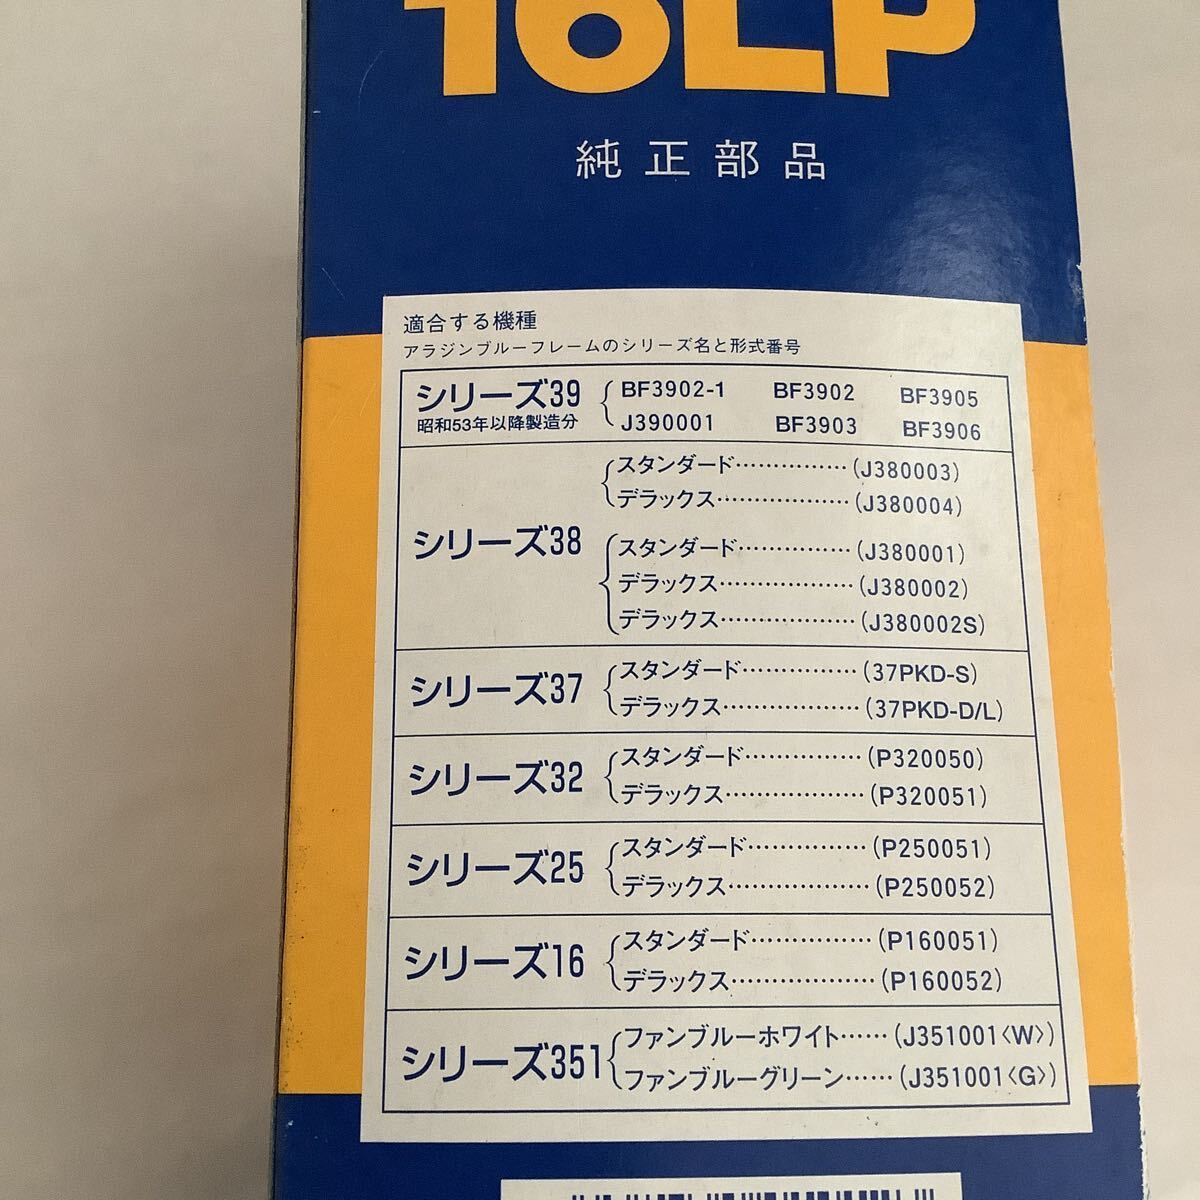 16LP
純正部品
適合する機種
アラジンブルーフレームのシリーズ名と形式番号
シリーズ39
昭和53年以降製造分
BF3902-1 BF3902 BF3905
J390001 BF3903 BF3906
シリーズ38
スタンダード……………(J380003)
デラックス………………(J380004)
スタンダード……………(J380001)
デラックス………………(J380002)
デラックス………………(J380002S)
シリーズ37
スタンダード……………(37PKD-S)
デラックス………………(37PKD-D/L)
シリーズ32
スタンダード……………(P320050)
デラックス………………(P320051)
シリーズ25
スタンダード……………(P250051)
デラックス………………(P250052)
シリーズ16
スタンダード……………(P160051)
デラックス………………(P160052)
シリーズ351
ファンブルーホワイト……(J351001〈W〉)
ファンブルーグリーン……(J351001〈G〉)